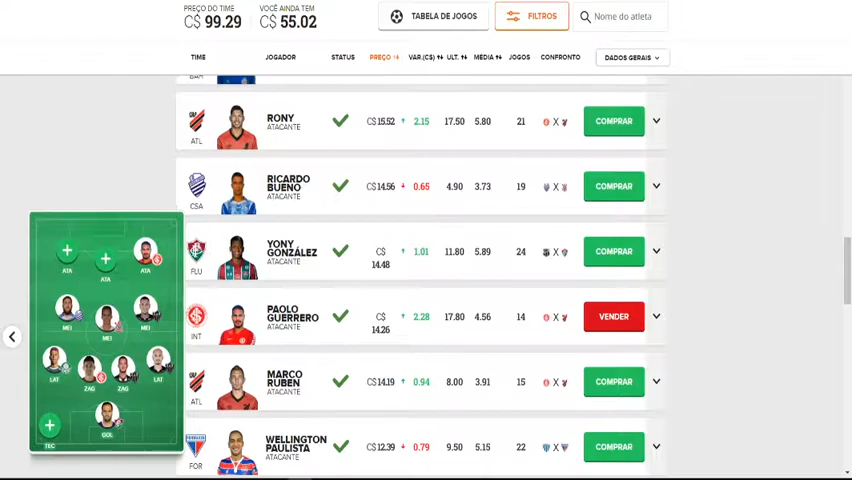 PREÇO DO TIME
C$ 99.29
VOCÊ AINDA TEM
C$ 55.02
TABELA DE JOGOS
FILTROS
Nome do atleta
TIME JOGADOR STATUS PREÇO VAR.(C$) ULT. MÉDIA JOGOS CONFRONTO DADOS GERAIS
BAH
ATL RONY ATACANTE C$15.52 2.15 17.50 5.80 21 X COMPRAR
CSA RICARDO BUENO ATACANTE C$14.56 0.65 4.90 3.73 19 X COMPRAR
FLU YONY GONZÁLEZ ATACANTE C$ 14.48 1.01 11.80 5.89 24 X COMPRAR
INT PAOLO GUERRERO ATACANTE C$ 14.26 2.28 17.80 4.56 14 X VENDER
ATL MARCO RUBEN ATACANTE C$14.19 0.94 8.00 3.91 15 X COMPRAR
FOR WELLINGTON PAULISTA ATACANTE C$12.39 0.79 9.50 5.15 22 X COMPRAR
ATA ATA ATA
MEI MEI MEI
LAT ZAG ZAG LAT
GOL
TEC